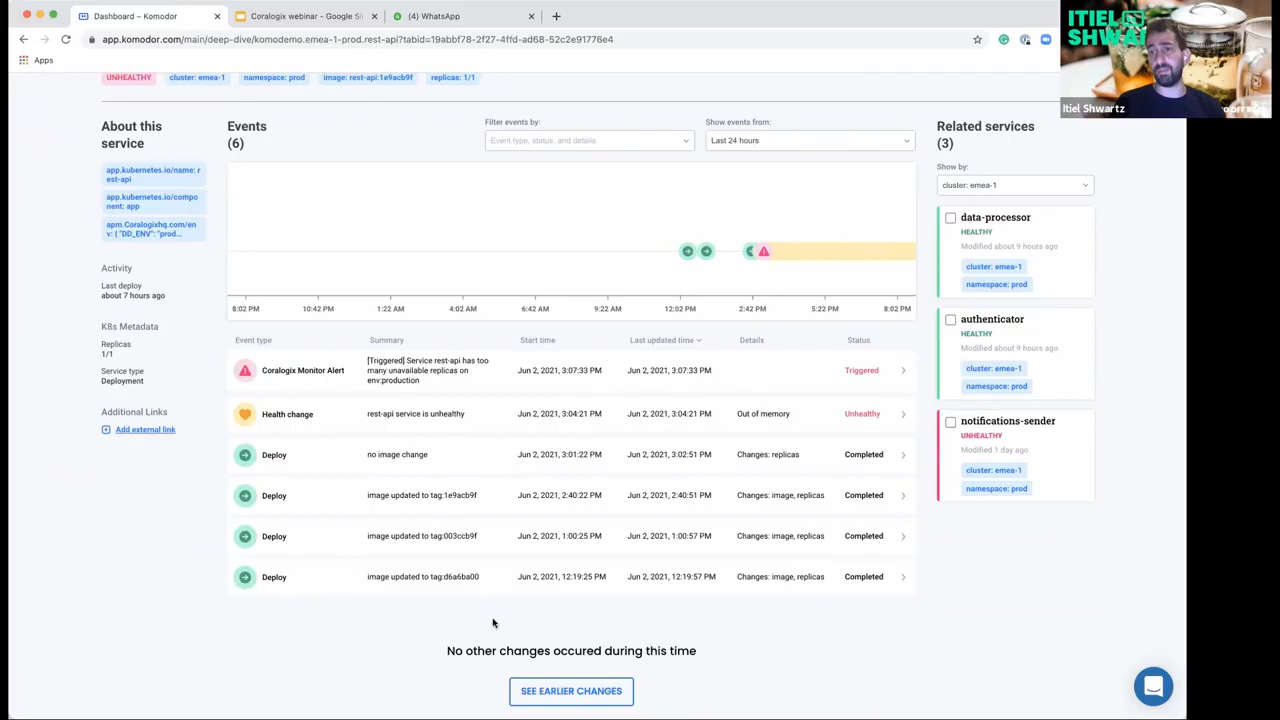 Dashboard – Komodor
Coralogix webinar - Google Sl
(4) WhatsApp
app.komodor.com/main/deep-dive/komodemo.emea-1-prod.rest-api?tabId=19abbf78-2f27-4ffd-ad68-52c2e91776e4
Apps
ITIEL
SHWA
Itiel Shwartz
UNHEALTHY
cluster: emea-1
namespace: prod
image: rest-api:1e9acb9f
replicas: 1/1
About this
service
app.kubernetes.io/name: r
est-api
app.kubernetes.io/compo
nent: app
apm.Coralogixhq.com/en
v: { "DD_ENV": "prod...
Activity
Last deploy
about 7 hours ago
K8s Metadata
Replicas
1/1
Service type
Deployment
Additional Links
Add external link
Events
(6)
Filter events by:
Event type, status, and details
Show events from:
Last 24 hours
8:02 PM 10:42 PM 1:22 AM 4:02 AM 6:42 AM 9:22 AM 12:02 PM 2:42 PM 5:22 PM 8:02 PM
Event type Summary Start time Last updated time Details Status
Coralogix Monitor Alert [Triggered] Service rest-api has too
many unavailable replicas on
env:production Jun 2, 2021, 3:07:33 PM Jun 2, 2021, 3:07:33 PM Triggered
Health change rest-api service is unhealthy Jun 2, 2021, 3:04:21 PM Jun 2, 2021, 3:04:21 PM Out of memory Unhealthy
Deploy no image change Jun 2, 2021, 3:01:22 PM Jun 2, 2021, 3:02:51 PM Changes: replicas Completed
Deploy image updated to tag:1e9acb9f Jun 2, 2021, 2:40:22 PM Jun 2, 2021, 2:40:51 PM Changes: image, replicas Completed
Deploy image updated to tag:003ccb9f Jun 2, 2021, 1:00:25 PM Jun 2, 2021, 1:00:57 PM Changes: image, replicas Completed
Deploy image updated to tag:d6a6ba00 Jun 2, 2021, 12:19:25 PM Jun 2, 2021, 12:19:57 PM Changes: image, replicas Completed
No other changes occured during this time
SEE EARLIER CHANGES
Related services
(3)
Show by:
cluster: emea-1
data-processor
HEALTHY
Modified about 9 hours ago
cluster: emea-1
namespace: prod
authenticator
HEALTHY
Modified about 9 hours ago
cluster: emea-1
namespace: prod
notifications-sender
UNHEALTHY
Modified 1 day ago
cluster: emea-1
namespace: prod